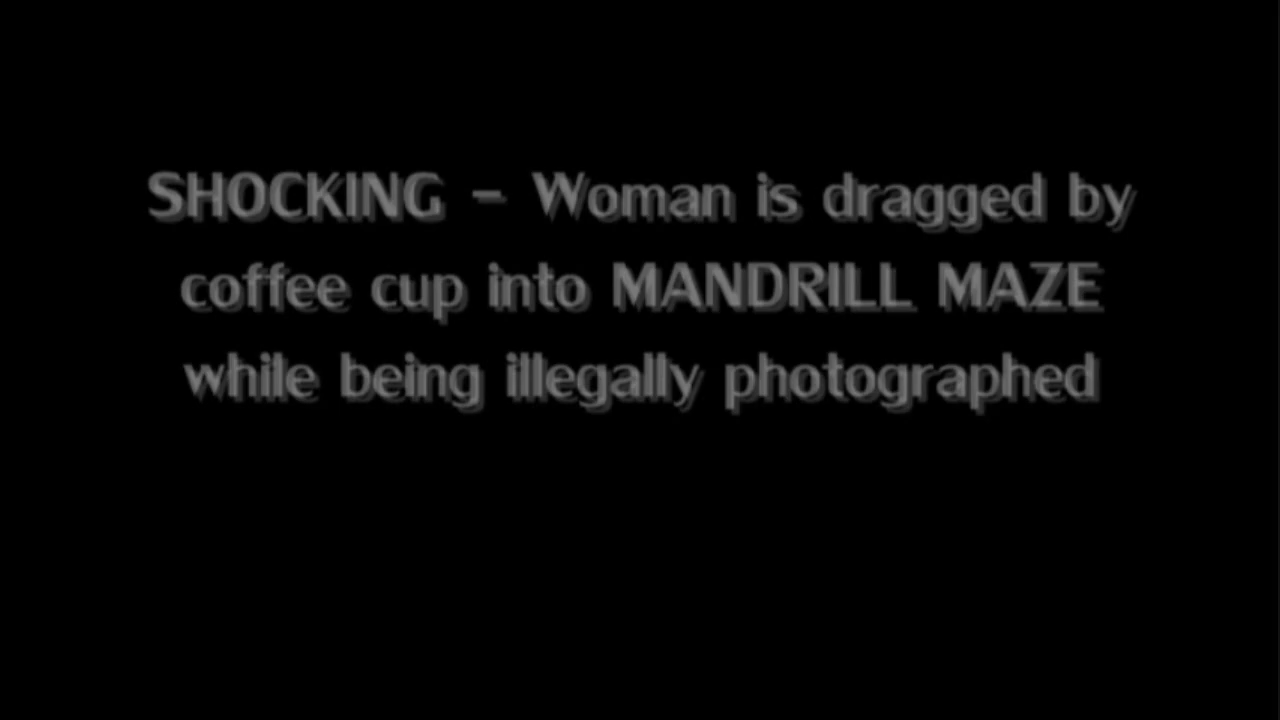 SHOCKING - Woman is dragged by
coffee cup into MANDRILL MAZE
while being illegally photographed